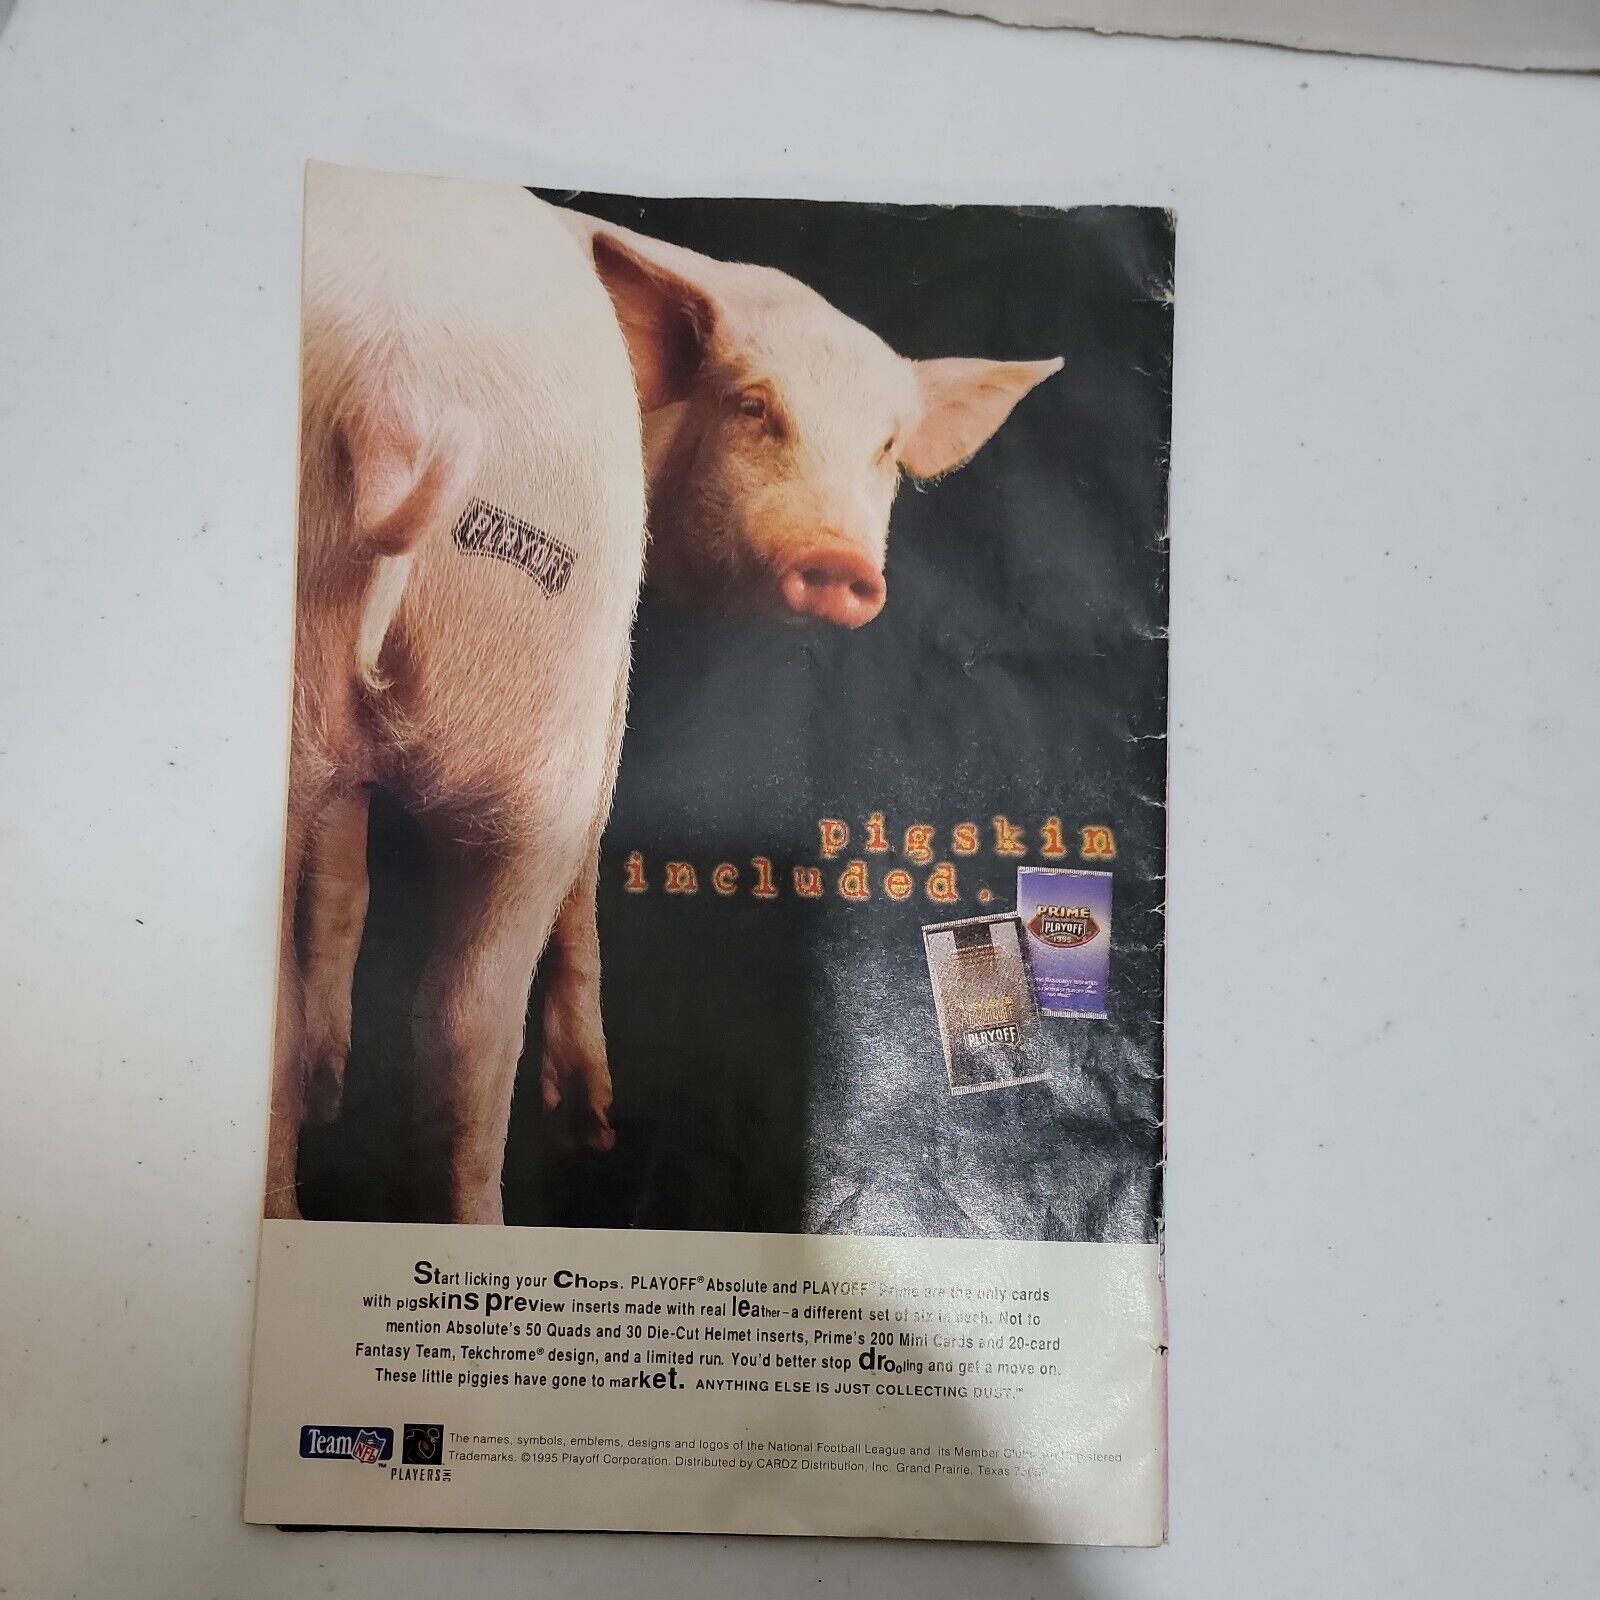 PLAYOFF
pigskin
included.
PRIME
PLAYOFF
1995
PLAYOFF
Start licking your Chops. PLAYOFF® Absolute and PLAYOFF™ Prime are the only cards
with pigskins preview inserts made with real leather–a different set of six in each. Not to
mention Absolute's 50 Quads and 30 Die-Cut Helmet inserts, Prime's 200 Mini Cards and 20-card
Fantasy Team, Tekchrome® design, and a limited run. You'd better stop drooling and get a move on.
These little piggies have gone to market. ANYTHING ELSE IS JUST COLLECTING DUST.™
Team NFL™
PLAYERS INC
The names, symbols, emblems, designs and logos of the National Football League and its Member Clubs are registered
Trademarks. ©1995 Playoff Corporation. Distributed by CARDZ Distribution, Inc. Grand Prairie, Texas